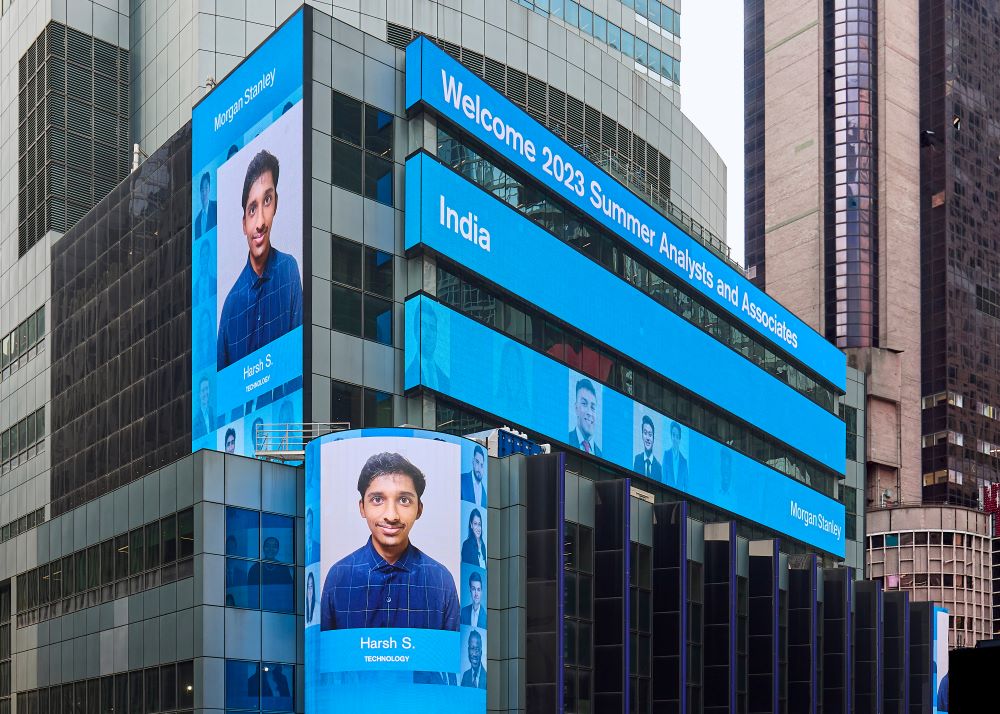 Morgan Stanley
Harsh S.
TECHNOLOGY
Welcome 2023 Summer Analysts and Associates
India
Morgan Stanley
Harsh S.
TECHNOLOGY